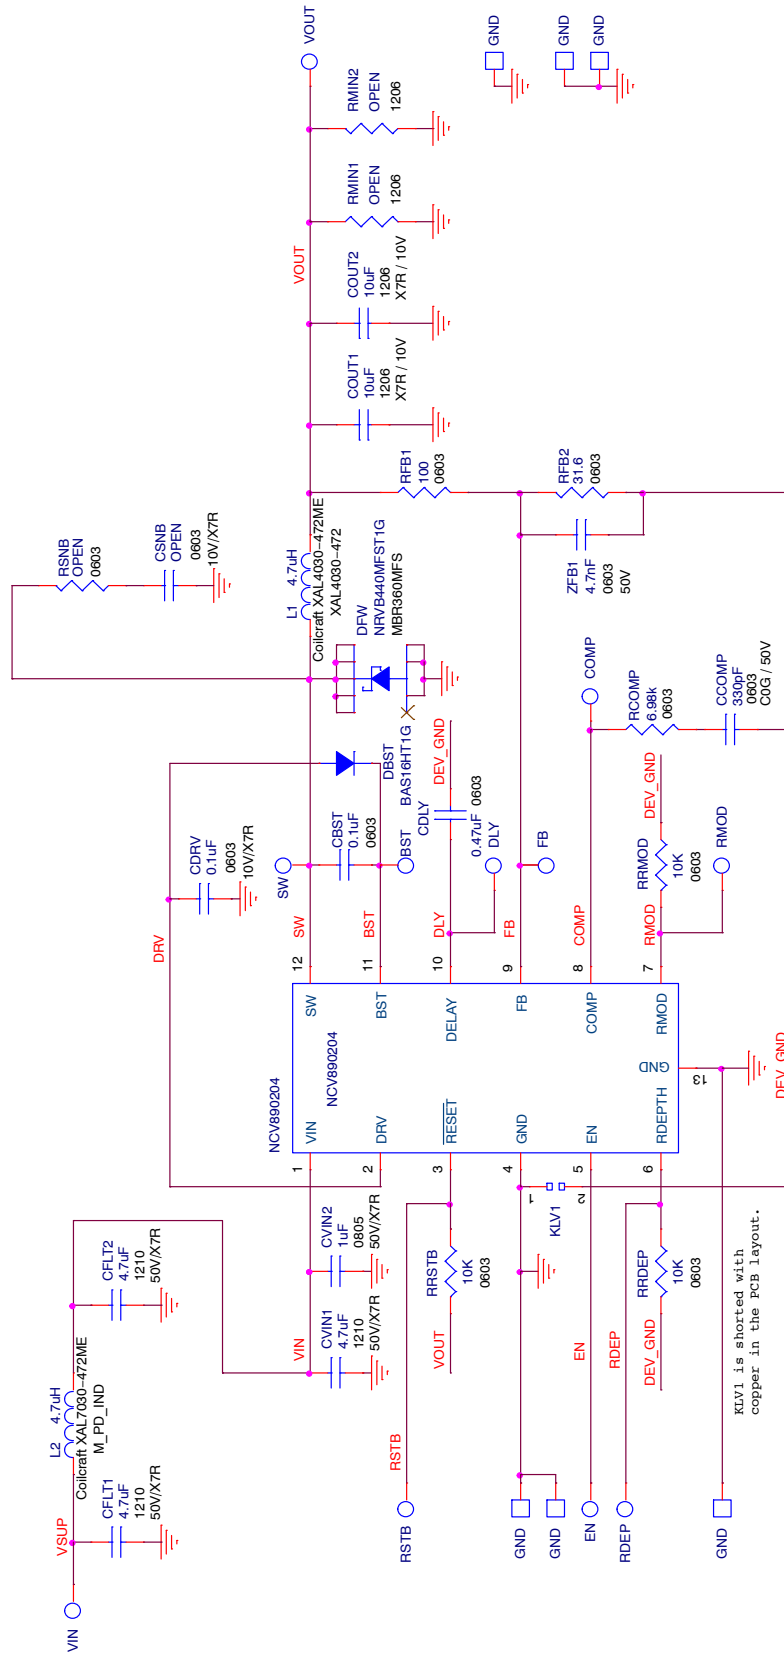 VIN
VSUP
CFLT1
4.7uF
1210
50V/X7R
L2
4.7uH
Coilcraft XAL7030-472ME
M_PD_IND
CFLT2
4.7uF
1210
50V/X7R
DRV
CDRV
0.1uF
0603
10V/X7R
RSNB
OPEN
0603
CSNB
OPEN
0603
10V/X7R
VIN
CVIN1
4.7uF
1210
50V/X7R
CVIN2
1uF
0805
50V/X7R
NCV890204
NCV890204
1
VIN
2
DRV
3
RESET
4
GND
5
EN
6
RDEPTH
12
SW
11
BST
10
DELAY
9
FB
8
COMP
7
RMOD
13
GND
DEV_GND
SW
SW
CBST
0.1uF
0603
BST
BST
DBST
BAS16HT1G
DFW
NRVB440MFST1G
MBR360MFS
L1
4.7uH
Coilcraft XAL4030-472ME
XAL4030-472
VOUT
COUT1
10uF
1206
X7R / 10V
COUT2
10uF
1206
X7R / 10V
RMIN1
OPEN
1206
RMIN2
OPEN
1206
VOUT
GND
GND
GND
DLY
CDLY
0.47uF
0603
DEV_GND
DLY
FB
FB
RFB1
100
0603
RFB2
31.6
0603
ZFB1
4.7nF
0603
50V
COMP
COMP
RCOMP
6.98k
0603
CCOMP
330pF
0603
C0G / 50V
RMOD
RRMOD
10K
0603
DEV_GND
RMOD
RSTB
RSTB
VOUT
RRSTB
10K
0603
GND
GND
KLV1
1
2
EN
EN
RDEP
RDEP
DEV_GND
RRDEP
10K
0603
GND
KLV1 is shorted with
copper in the PCB layout.